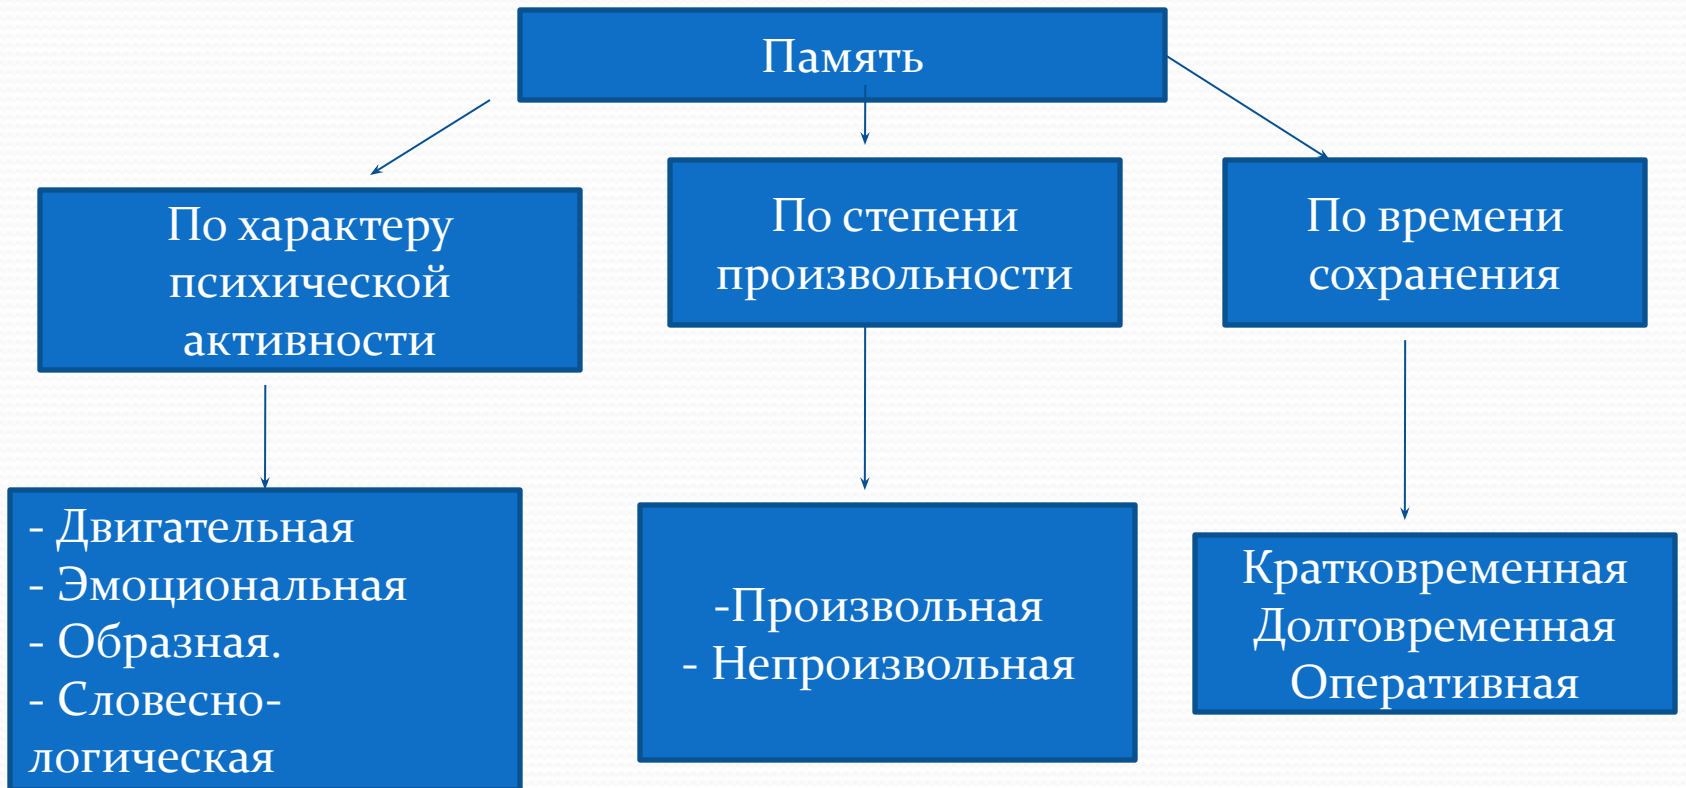 Память
По характеру
психической
активности
По степени
произвольности
По времени
сохранения
- Двигательная
- Эмоциональная
- Образная.
- Словесно-
логическая
-Произвольная
- Непроизвольная
Кратковременная
Долговременная
Оперативная